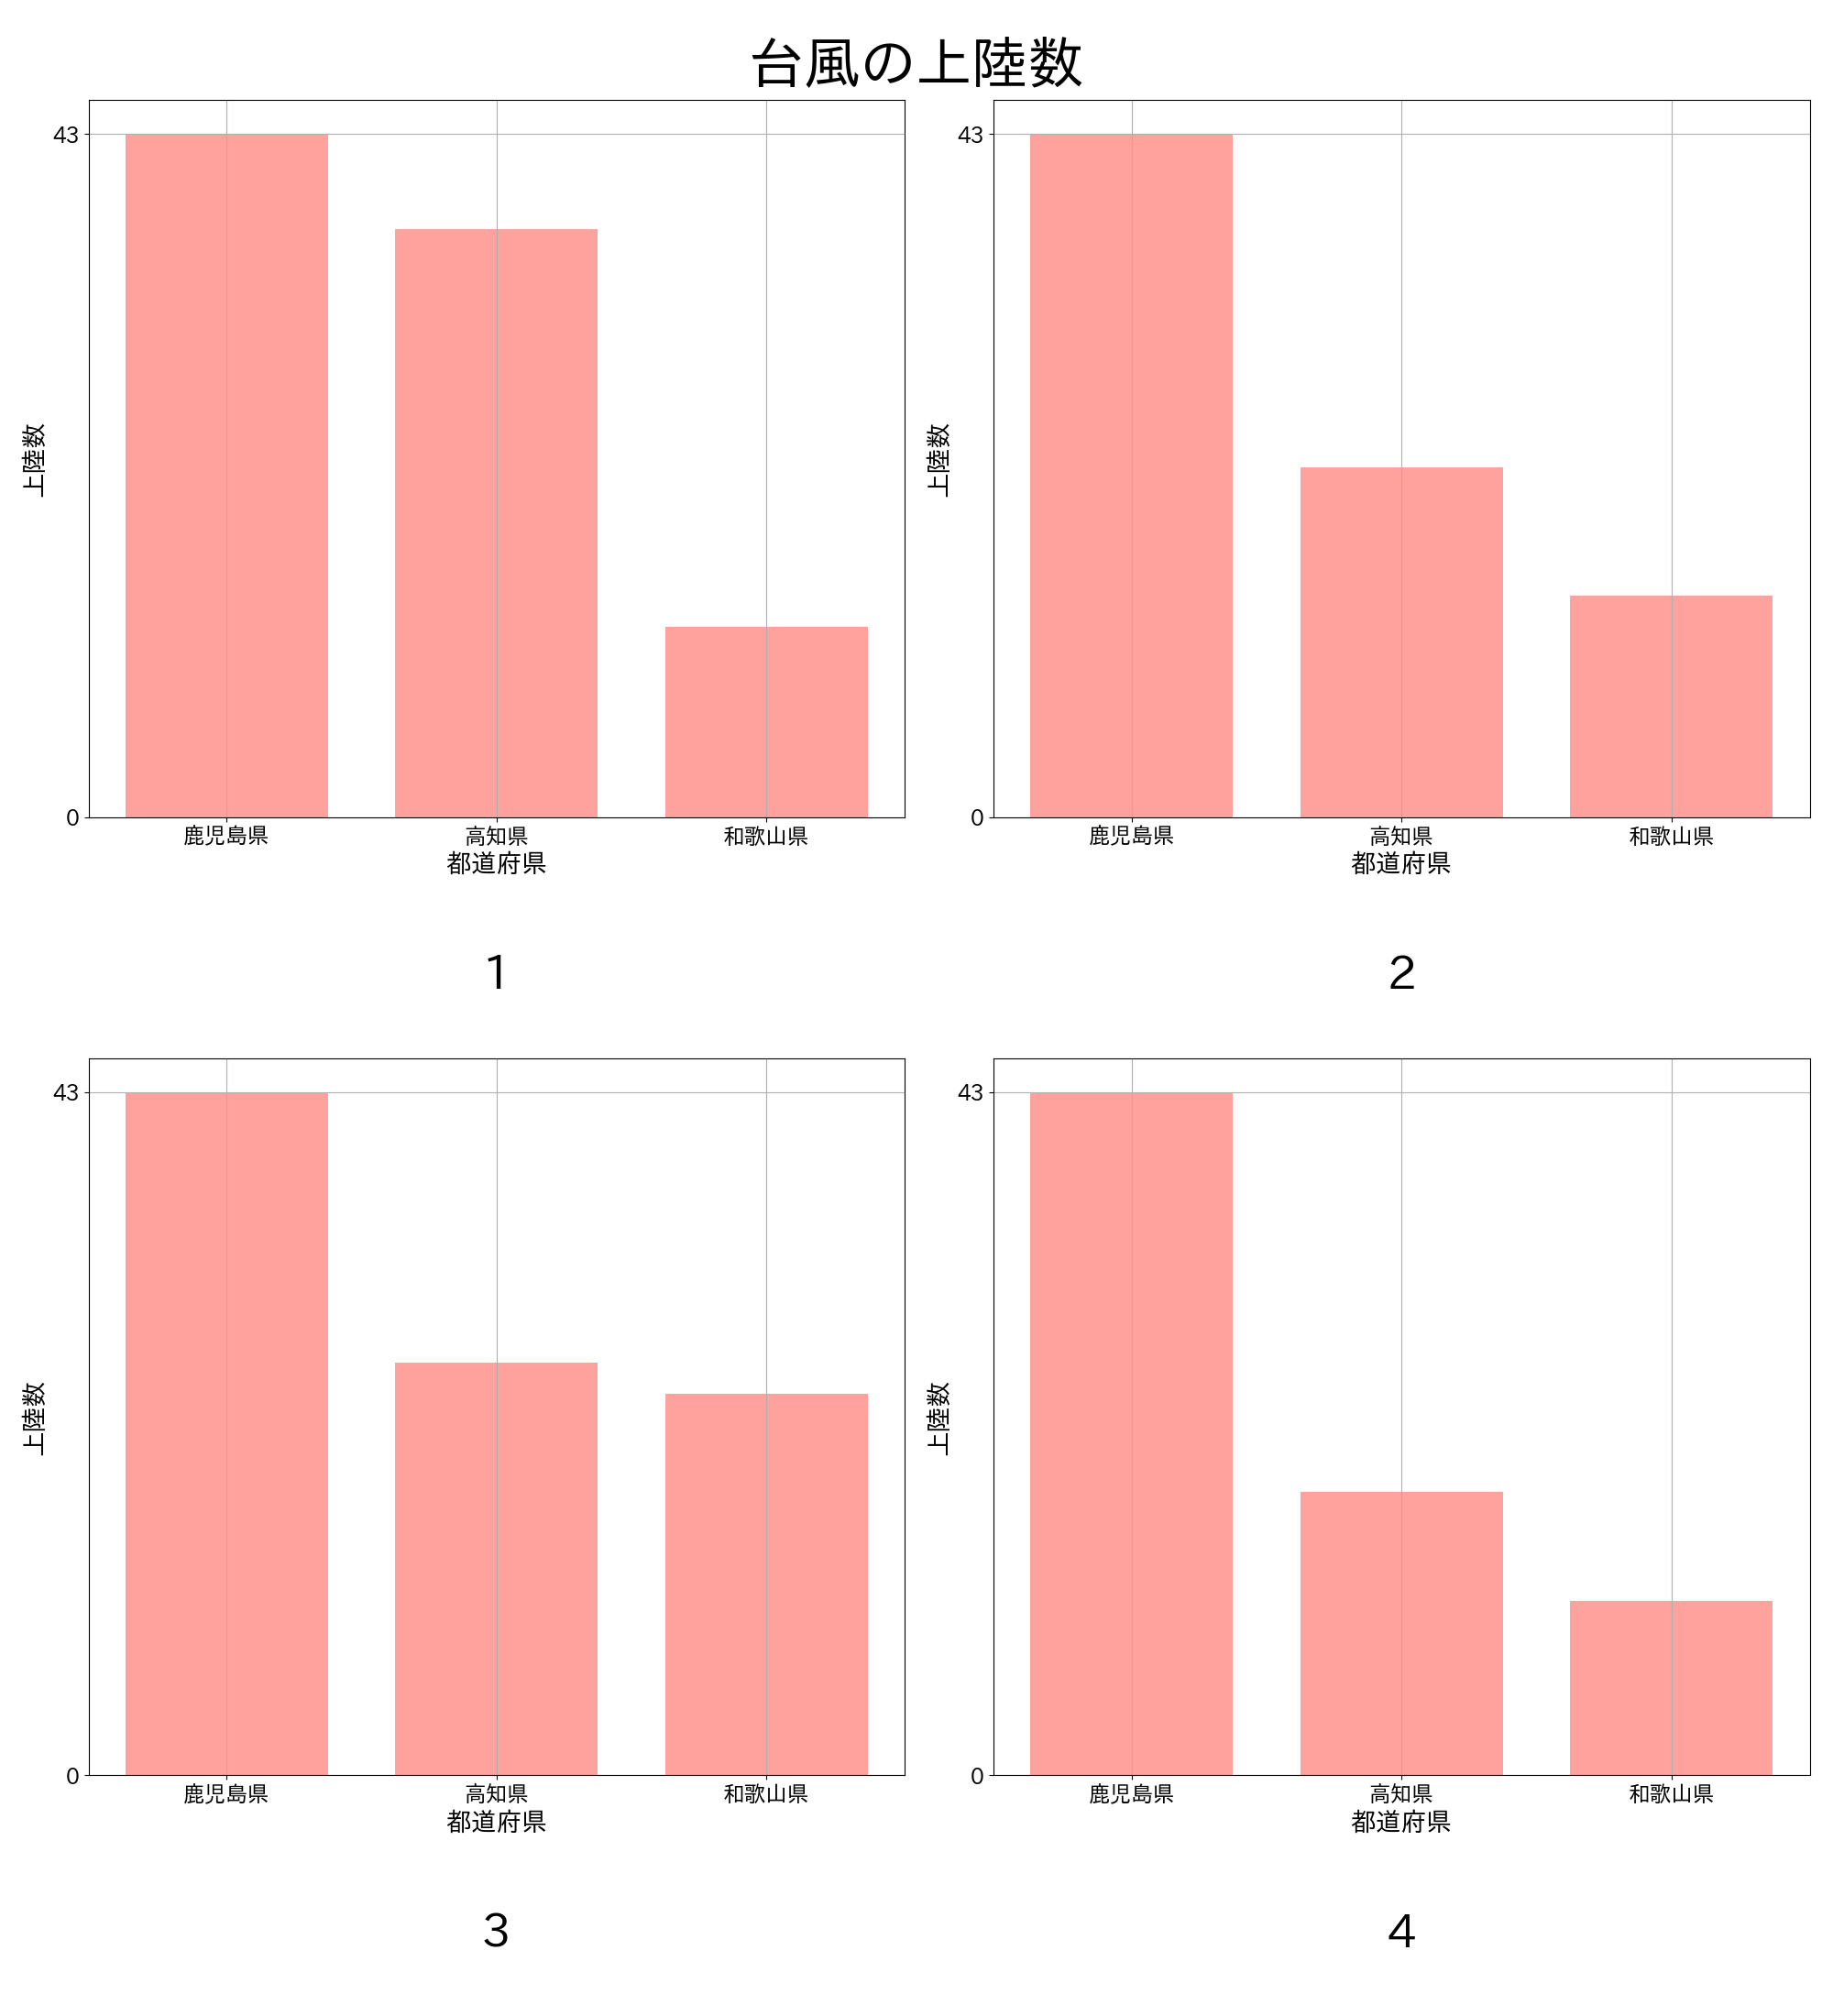 台風の上陸数
43
0
上陸数
鹿児島県 高知県 和歌山県
都道府県
1
43
0
上陸数
鹿児島県 高知県 和歌山県
都道府県
2
43
0
上陸数
鹿児島県 高知県 和歌山県
都道府県
3
43
0
上陸数
鹿児島県 高知県 和歌山県
都道府県
4